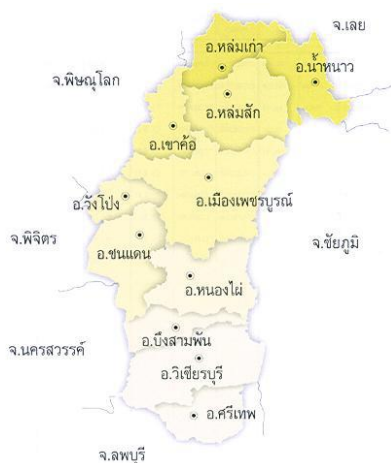 จ.เลย
อ.หล่มเก่า
อ.น้ำหนาว
จ.พิษณุโลก
อ.หล่มสัก
อ.เขาค้อ
อ.วังโป่ง
อ.เมืองเพชรบูรณ์
จ.พิจิตร
อ.ชนแดน
จ.ชัยภูมิ
อ.หนองไผ่
อ.บึงสามพัน
จ.นครสวรรค์
อ.วิเชียรบุรี
อ.ศรีเทพ
จ.ลพบุรี